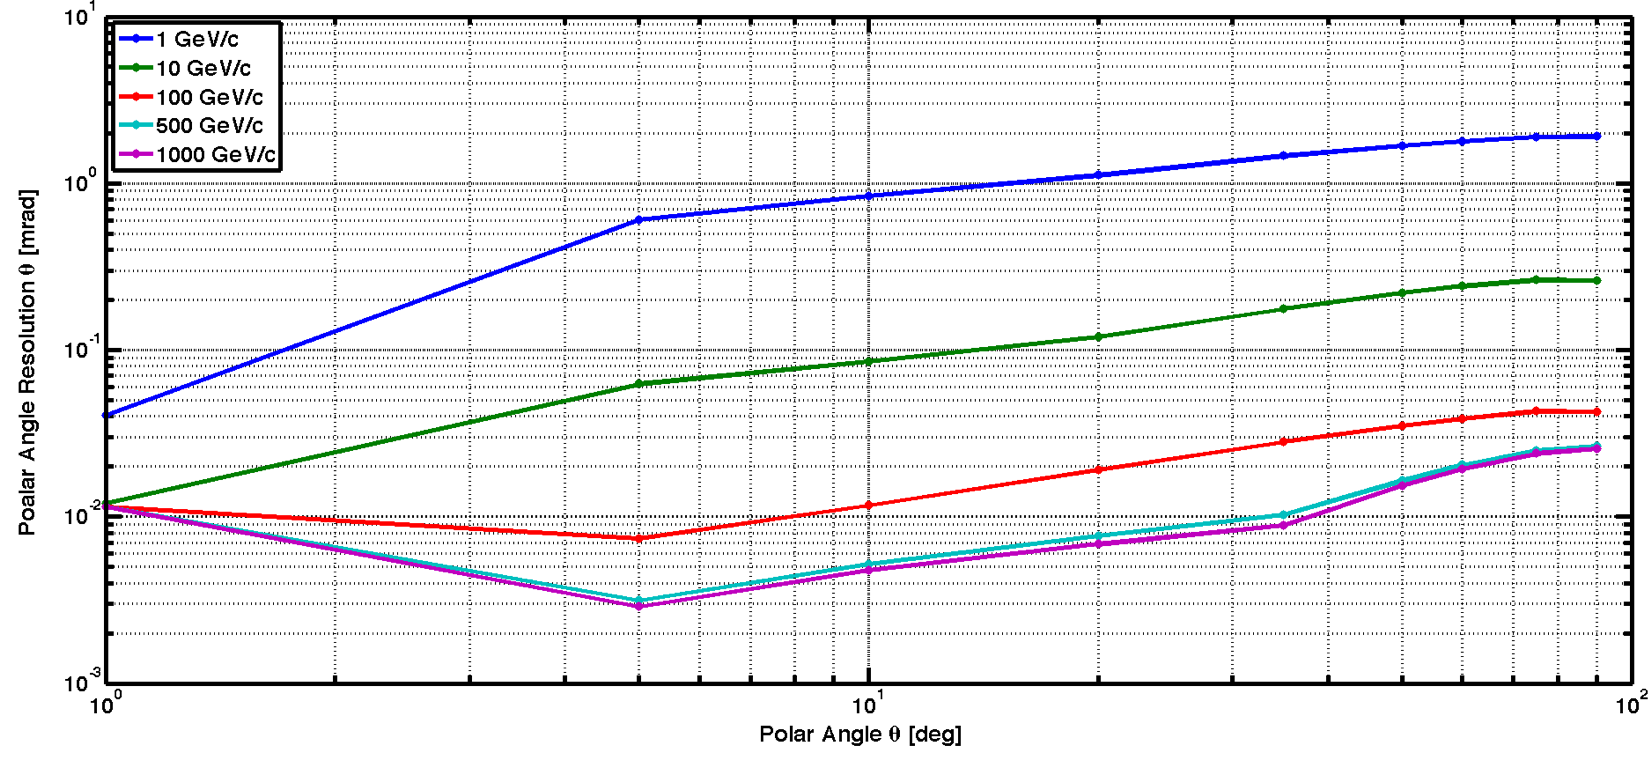 10^1
1 GeV/c
10 GeV/c
100 GeV/c
500 GeV/c
1000 GeV/c
10^0
10^-1
10^-2
10^-3
Poalar Angle Resolution θ [mrad]
10^0
10^1
10^2
Polar Angle θ [deg]